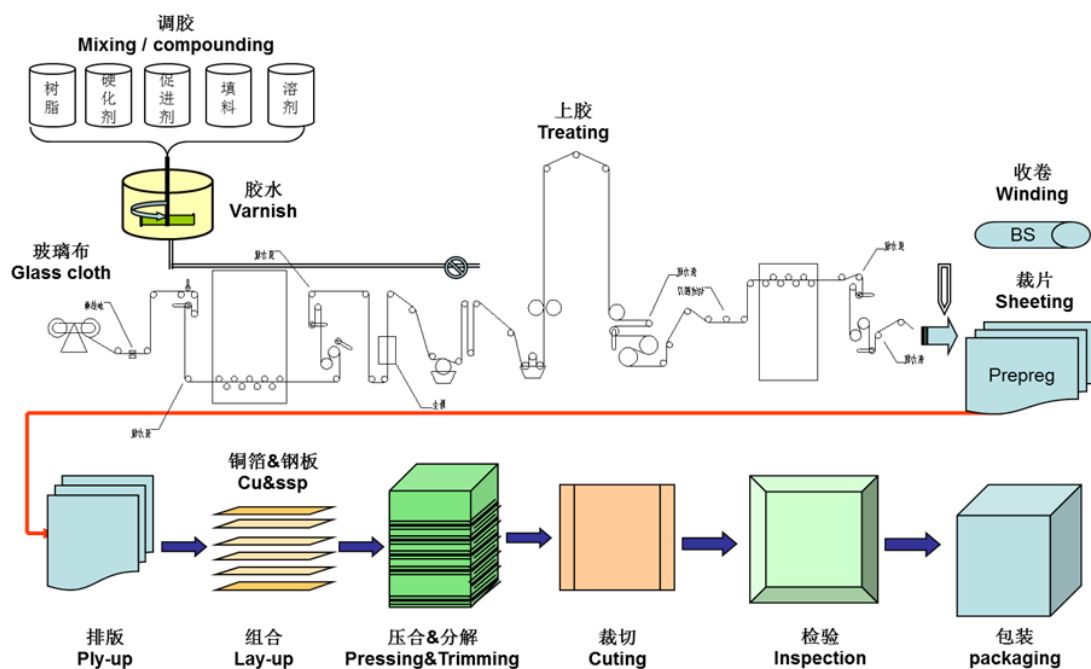 调胶
Mixing / compounding
树脂
硬化剂
促进剂
填料
溶剂
胶水
Varnish
上胶
Treating
收卷
Winding
BS
玻璃布
Glass cloth
裁片
Sheeting
Prepreg
铜箔&钢板
Cu&ssp
排版
Ply-up
组合
Lay-up
压合&分解
Pressing&Trimming
裁切
Cuting
检验
Inspection
包装
packaging